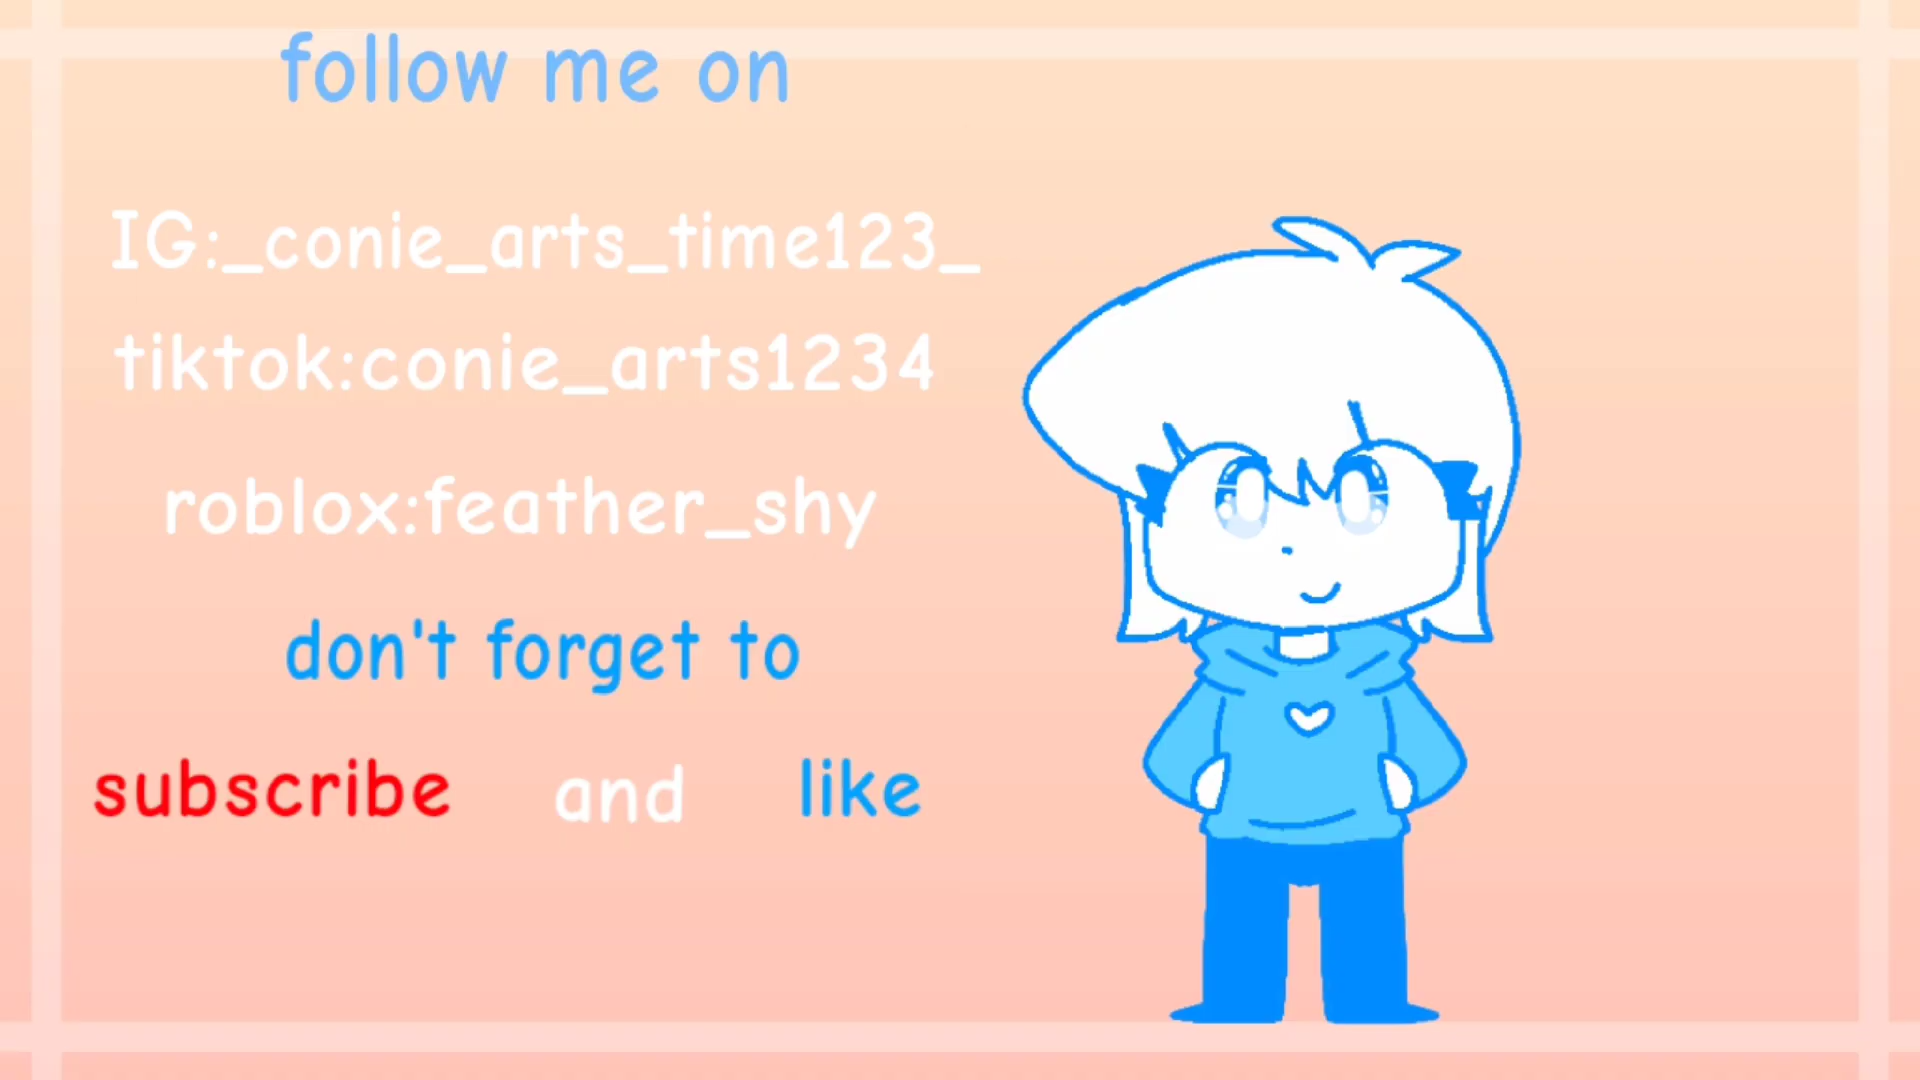 follow me on
IG:_conie_arts_time123_
tiktok:conie_arts1234
roblox:feather_shy
don't forget to
subscribe and like